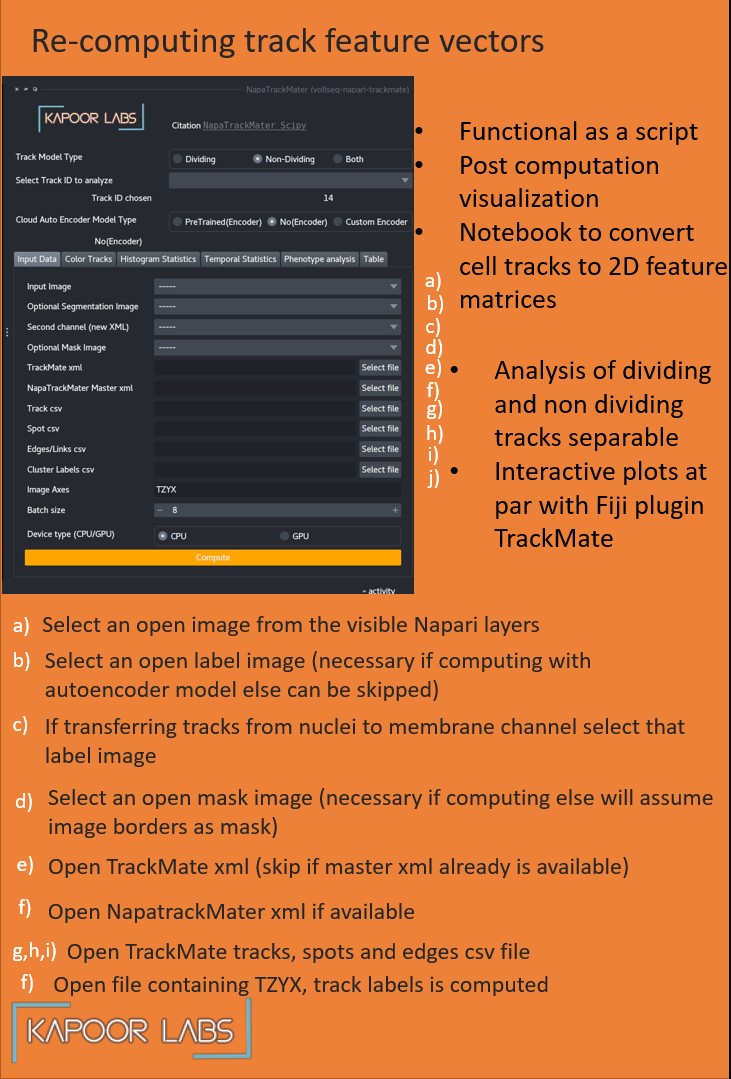 Re-computing track feature vectors
NapaTrackMater (vollseg-napari-trackmate)
KAPOOR LABS
Citation NapaTrackMater Scipy
Track Model Type
Dividing Non-Dividing Both
Select Track ID to analyze
Track ID chosen 14
Cloud Auto Encoder Model Type
PreTrained(Encoder) No(Encoder) Custom Encoder
No(Encoder)
Input Data Color Tracks Histogram Statistics Temporal Statistics Phenotype analysis Table
Input Image -----
Optional Segmentation Image -----
Second channel (new XML) -----
Optional Mask Image -----
TrackMate xml Select file
NapaTrackMater Master xml Select file
Track csv Select file
Spot csv Select file
Edges/Links csv Select file
Cluster Labels csv Select file
Image Axes TZYX
Batch size − 8 +
Device type (CPU/GPU) CPU GPU
Compute
activity
a)
b)
c)
d)
e)
f)
g)
h)
i)
j)
• Functional as a script
• Post computation
visualization
• Notebook to convert
cell tracks to 2D feature
matrices
• Analysis of dividing
and non dividing
tracks separable
• Interactive plots at
par with Fiji plugin
TrackMate
a) Select an open image from the visible Napari layers
b) Select an open label image (necessary if computing with
autoencoder model else can be skipped)
c) If transferring tracks from nuclei to membrane channel select that
label image
d) Select an open mask image (necessary if computing else will assume
image borders as mask)
e) Open TrackMate xml (skip if master xml already is available)
f) Open NapatrackMater xml if available
g,h,i) Open TrackMate tracks, spots and edges csv file
f) Open file containing TZYX, track labels is computed
KAPOOR LABS